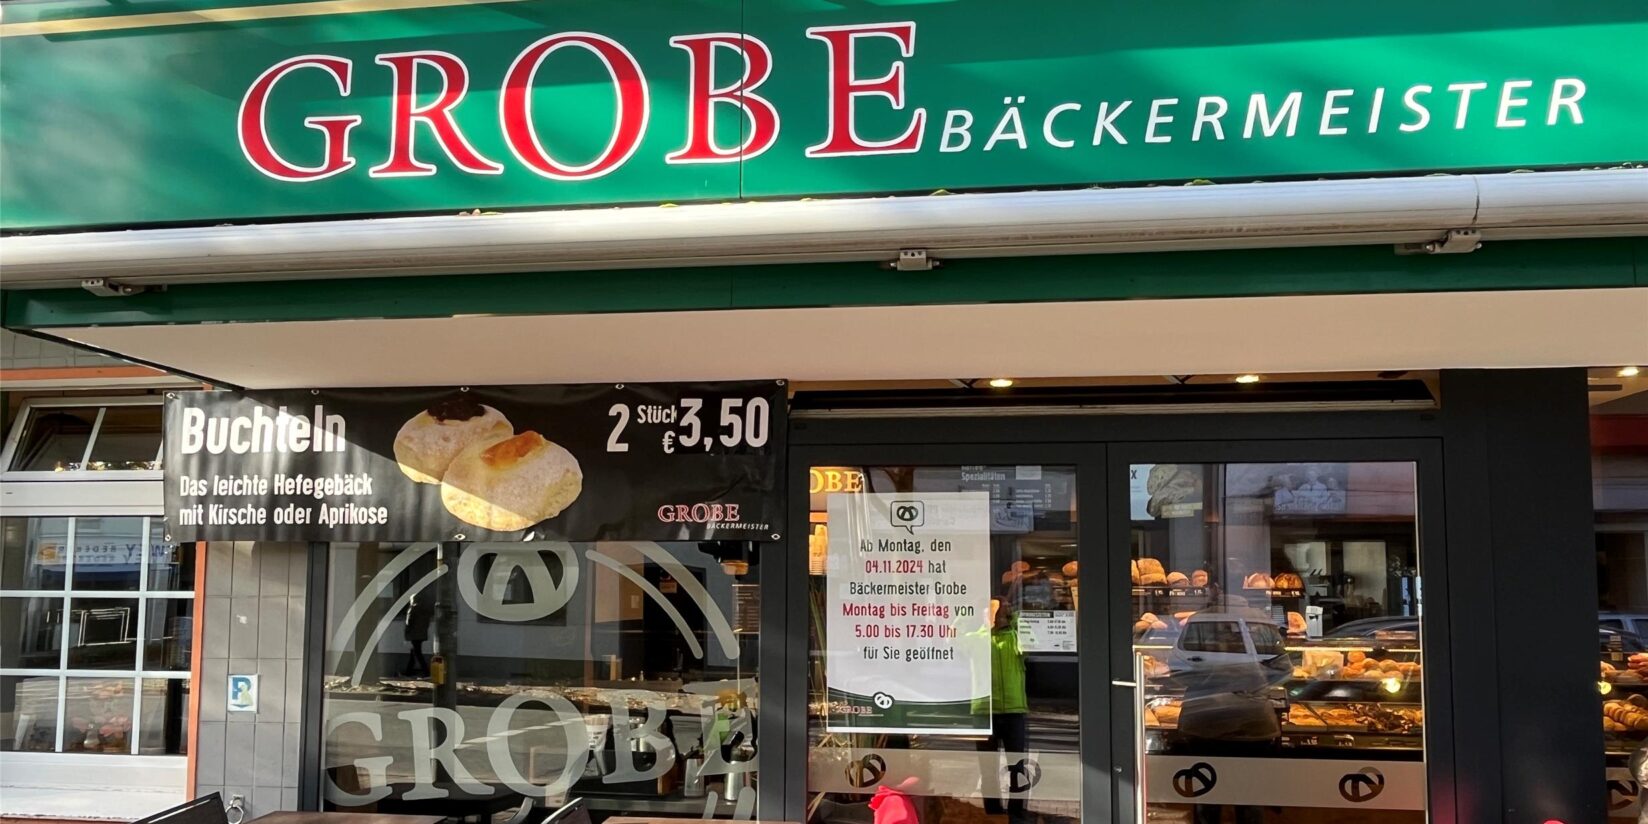 GROBE BÄCKERMEISTER
Buchteln
Das leichte Hefegebäck
mit Kirsche oder Aprikose
2 Stück
€ 3,50
GROBE
BÄCKERMEISTER
GROBE
Spezialitäten
Ab Montag, den
04.11.2024 hat
Bäckermeister Grobe
Montag bis Freitag von
5.00 bis 17.30 Uhr
für Sie geöffnet
GROBE
GROBE